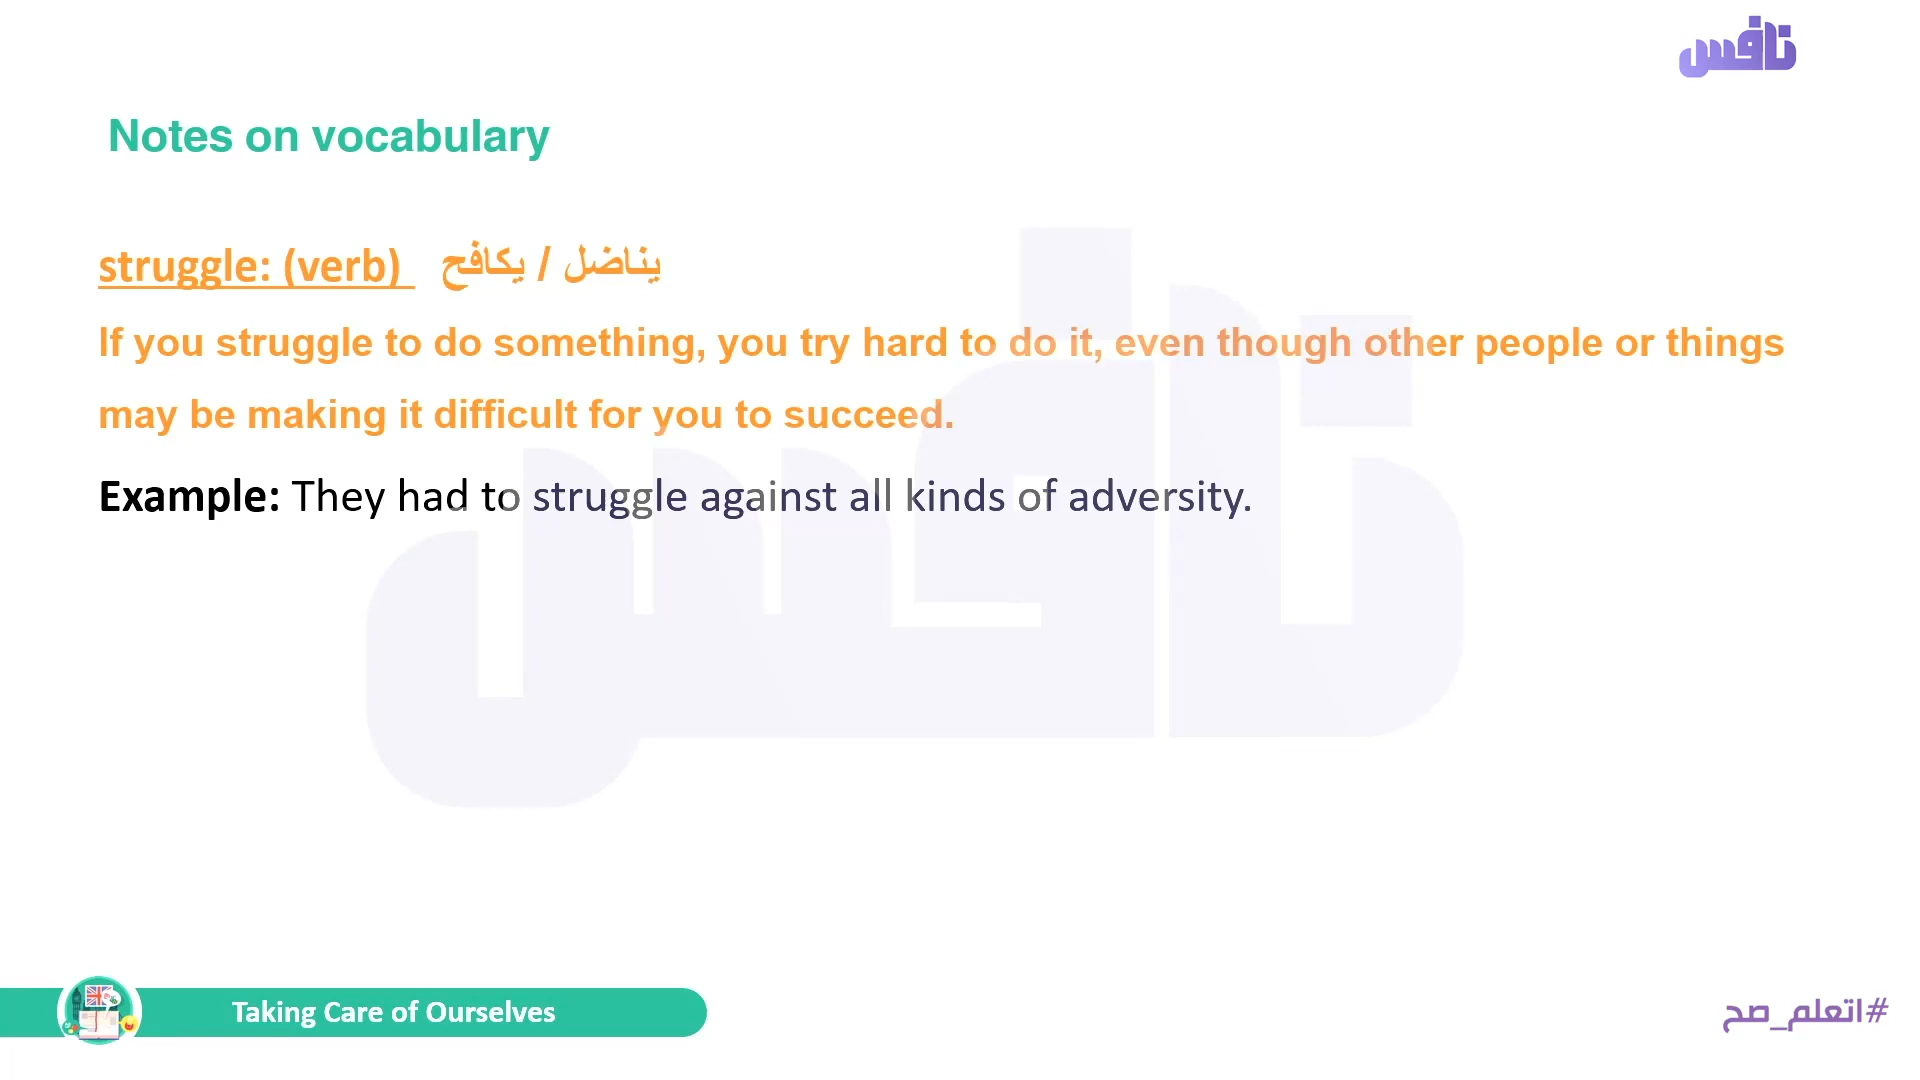 نافس
Notes on vocabulary
struggle: (verb) يناضل / يكافح
If you struggle to do something, you try hard to do it, even though other people or things
may be making it difficult for you to succeed.
Example: They had to struggle against all kinds of adversity.
Taking Care of Ourselves
#اتعلم_صح